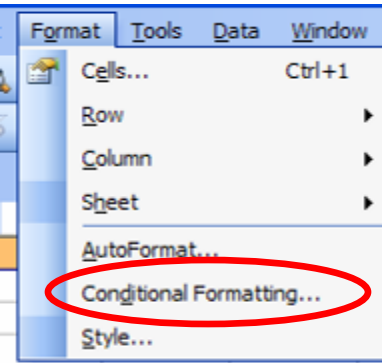 Format Tools Data Window
Cells... Ctrl+1
Row
Column
Sheet
AutoFormat...
Conditional Formatting...
Style...